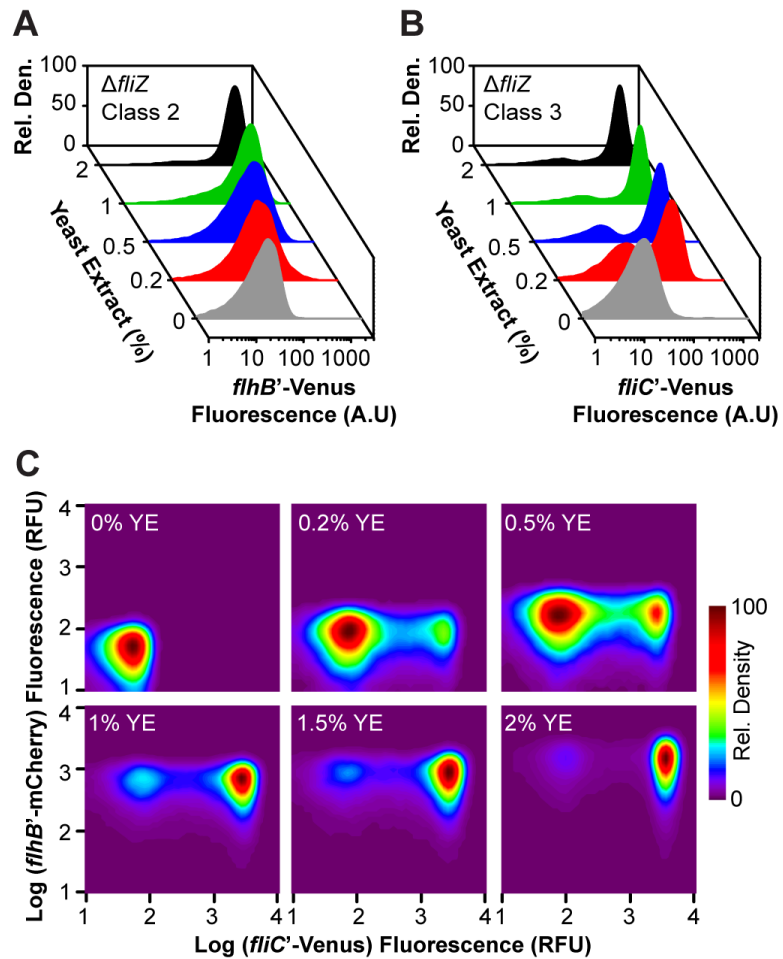 A
Rel. Den.
100
50
0
ΔfliZ
Class 2
2
1
0.5
0.2
0
Yeast Extract (%)
1 10 100 1000
flhB’-Venus
Fluorescence (A.U)
B
Rel. Den.
100
50
0
ΔfliZ
Class 3
2
1
0.5
0.2
0
Yeast Extract (%)
1 10 100 1000
fliC’-Venus
Fluorescence (A.U)
C
Log (flhB’-mCherry) Fluorescence (RFU)
4
3
2
1
0% YE
0.2% YE
0.5% YE
4
3
2
1
1% YE
1.5% YE
2% YE
1 2 3 4 1 2 3 4 1 2 3 4
Log (fliC’-Venus) Fluorescence (RFU)
100
Rel. Density
0